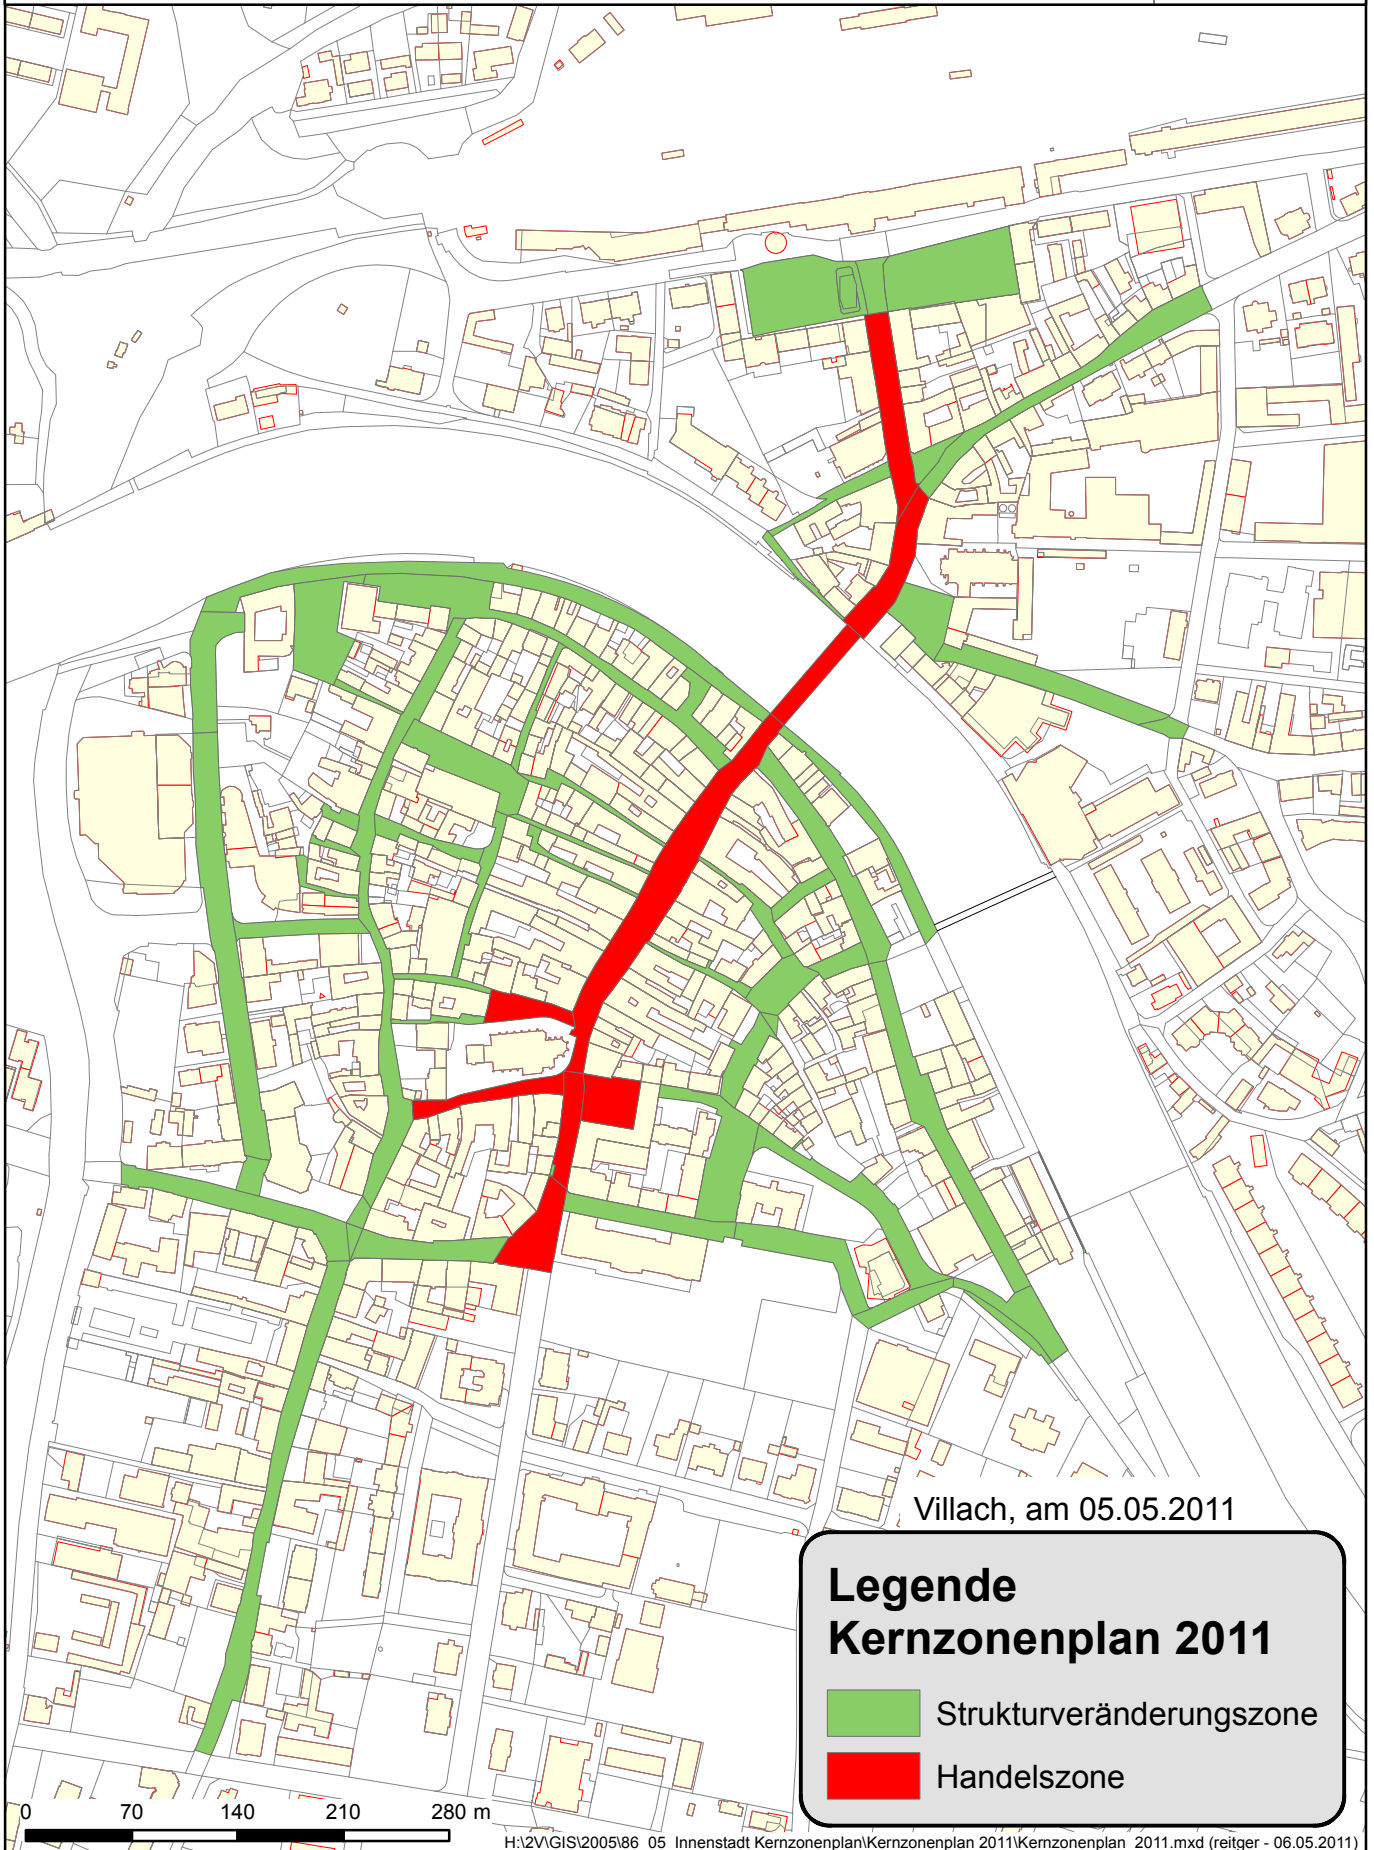 Villach, am 05.05.2011
Legende
Kernzonenplan 2011
Strukturveränderungszone
Handelszone
0 70 140 210 280 m
H:\2V\GIS\2005\86_05_Innenstadt Kernzonenplan\Kernzonenplan 2011\Kernzonenplan_2011.mxd (reitger - 06.05.2011)